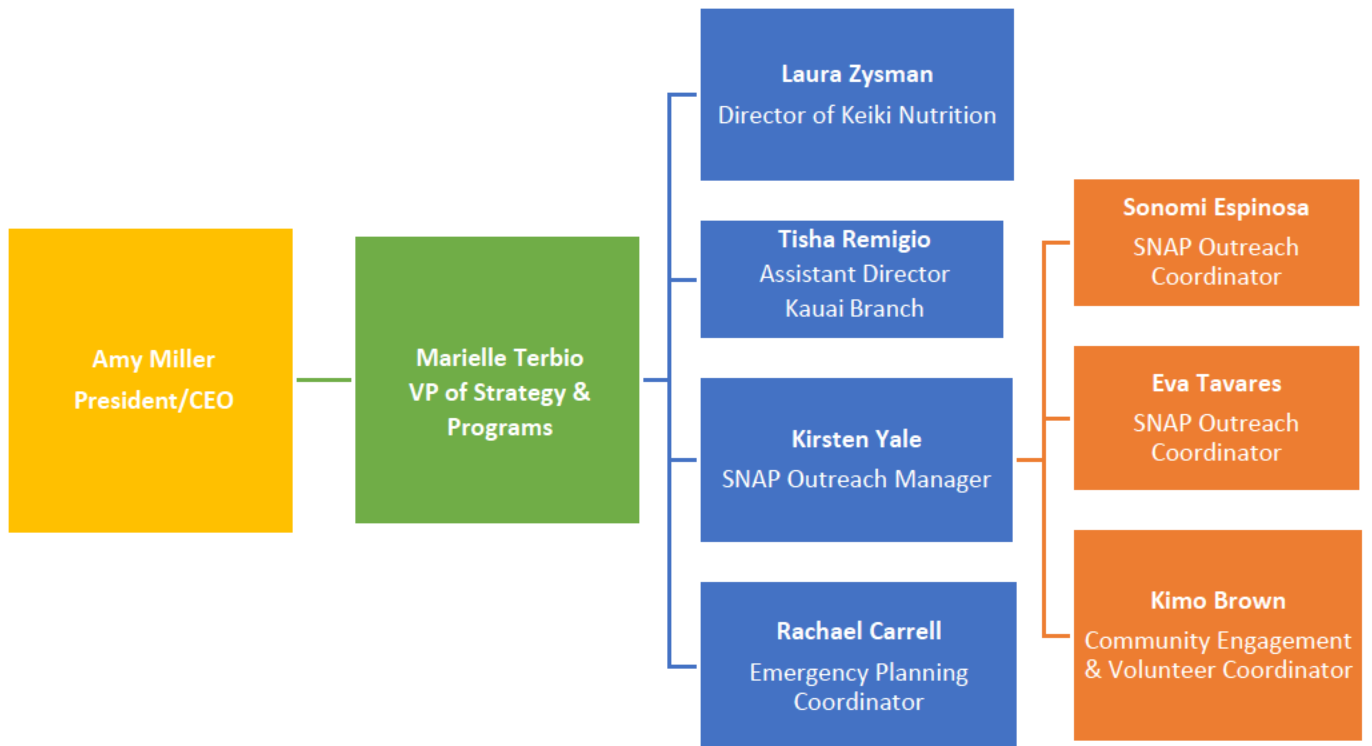 Amy Miller
President/CEO
Marielle Terbio
VP of Strategy &
Programs
Laura Zysman
Director of Keiki Nutrition
Tisha Remigio
Assistant Director
Kauai Branch
Kirsten Yale
SNAP Outreach Manager
Rachael Carrell
Emergency Planning
Coordinator
Sonomi Espinosa
SNAP Outreach
Coordinator
Eva Tavares
SNAP Outreach
Coordinator
Kimo Brown
Community Engagement
& Volunteer Coordinator